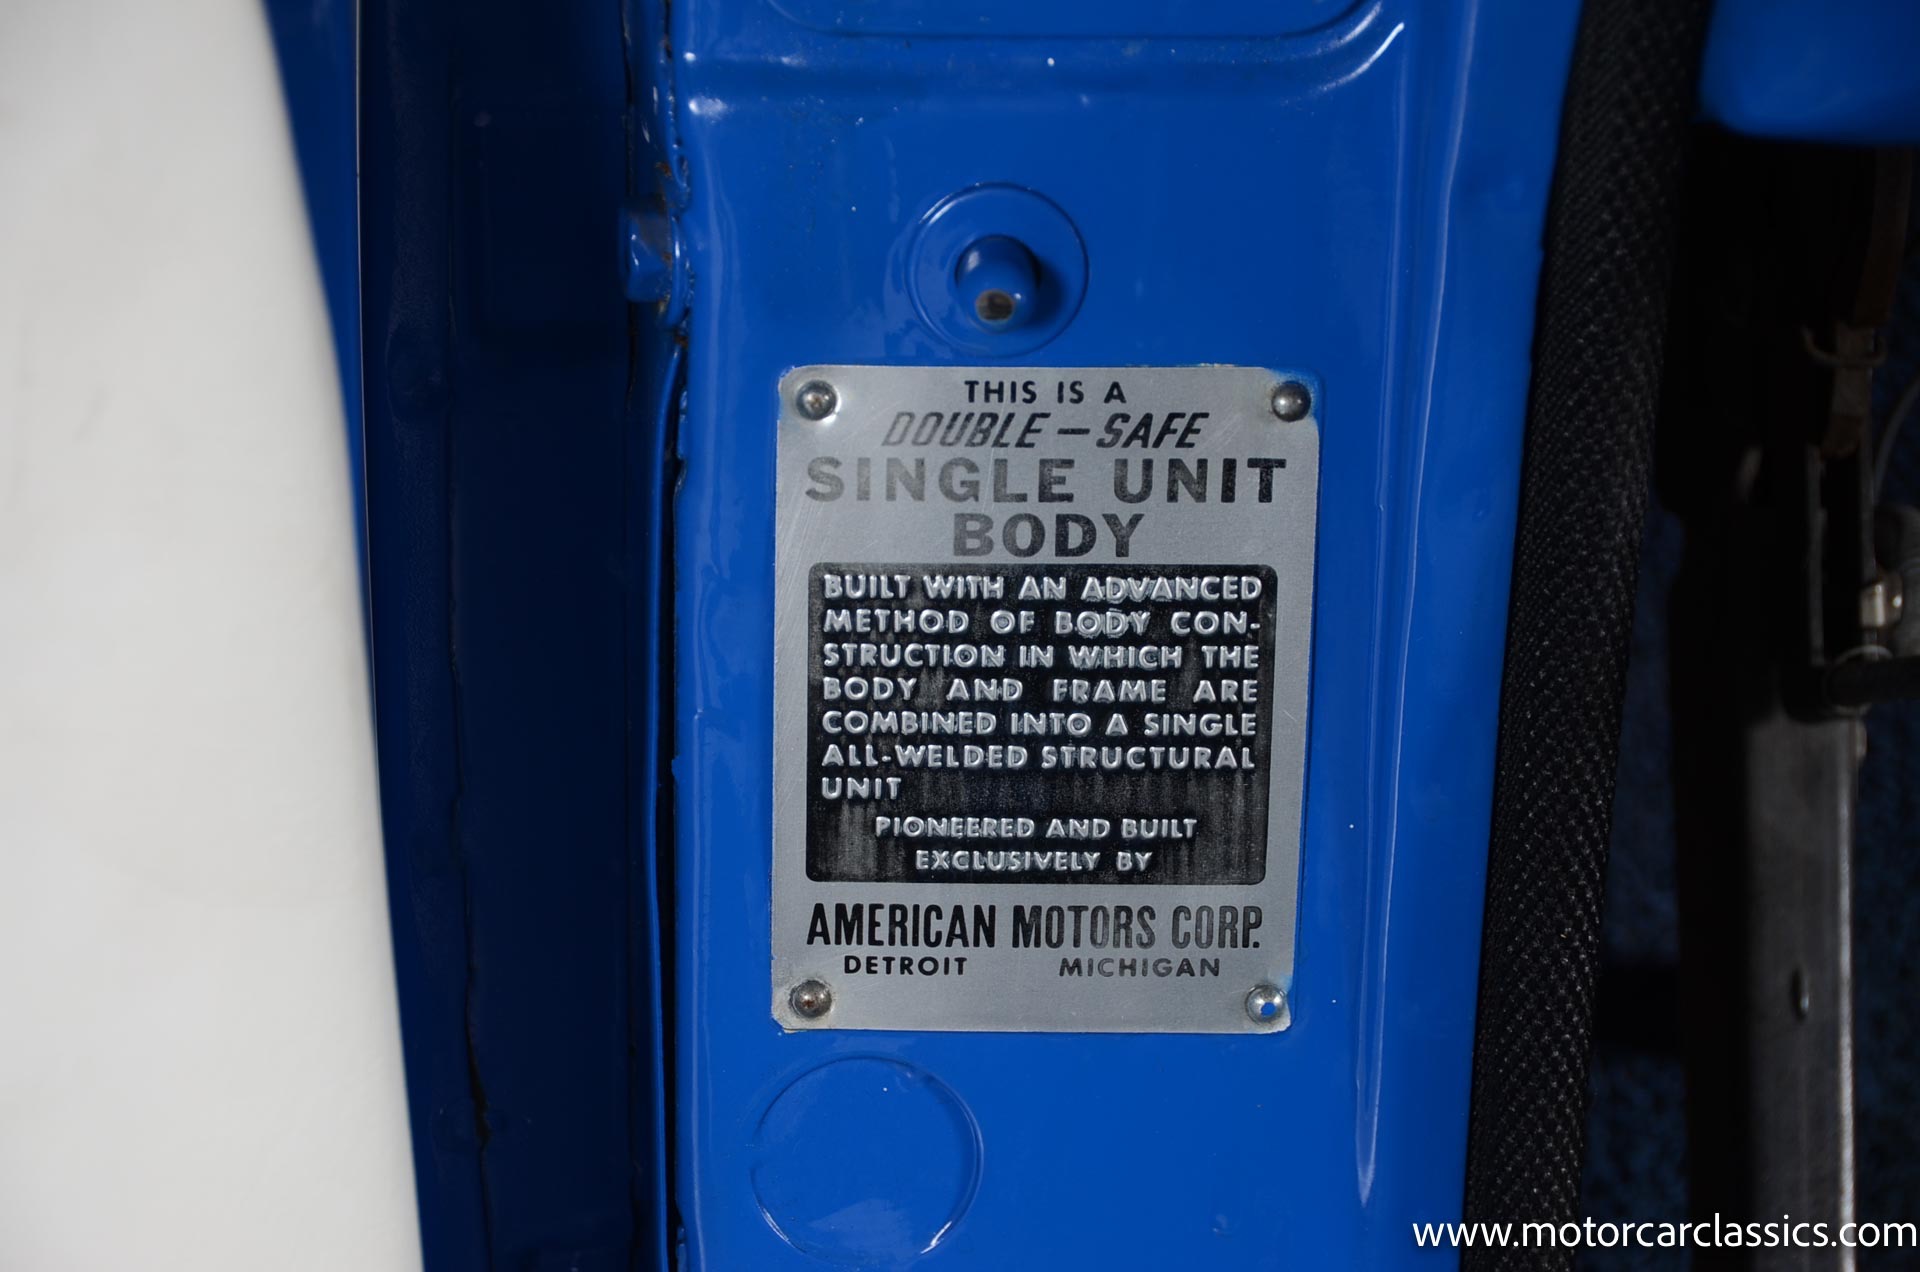 THIS IS A
DOUBLE-SAFE
SINGLE UNIT
BODY
BUILT WITH AN ADVANCED
METHOD OF BODY CON-
STRUCTION IN WHICH THE
BODY AND FRAME ARE
COMBINED INTO A SINGLE
ALL-WELDED STRUCTURAL
UNIT
PIONEERED AND BUILT
EXCLUSIVELY BY
AMERICAN MOTORS CORP.
DETROIT MICHIGAN
www.motorcarclassics.com